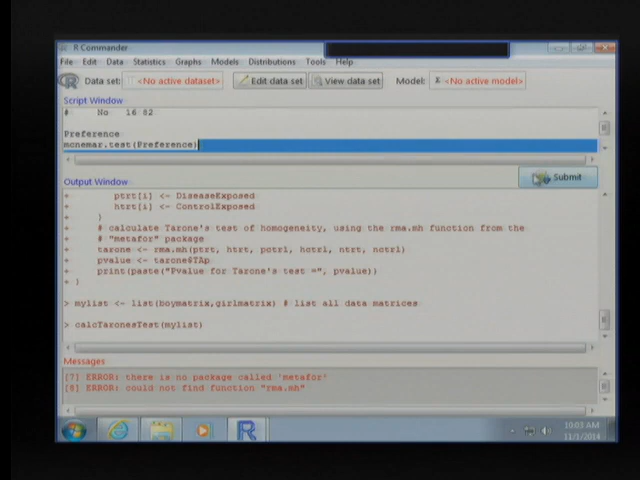 R Commander
File Edit Data Statistics Graphs Models Distributions Tools Help
Data set: <No active dataset> Edit data set View data set Model: <No active model>
Script Window
# No 16 82
Preference
mcnemar.test(Preference)
Submit
Output Window
+ ptrt[i] <- DiseaseExposed
+ htrt[i] <- ControlExposed
+ }
+ # calculate Tarone's test of homogeneity, using the rma.mh function from the
+ # "metafor" package
+ tarone <- rma.mh(ptrt, htrt, pctrl, hctrl, ntrt, nctrl)
+ pvalue <- tarone$TAp
+ print(paste("Pvalue for Tarone's test =", pvalue))
+ }
> mylist <- list(boymatrix,girlmatrix) # list all data matrices
> calcTaronesTest(mylist)
Messages
[7] ERROR: there is no package called 'metafor'
[8] ERROR: could not find function "rma.mh"
10:03 AM
11/1/2014